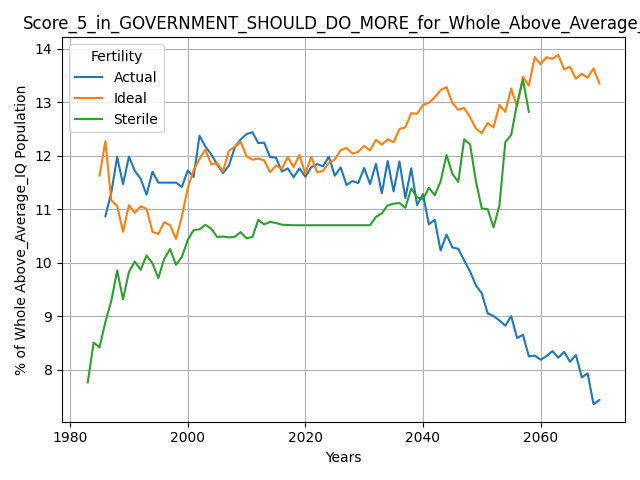 Score_5_in_GOVERNMENT_SHOULD_DO_MORE_for_Whole_Above_Average_
Fertility
Actual
Ideal
Sterile
% of Whole Above_Average_IQ Population
14
13
12
11
10
9
8
1980
2000
2020
2040
2060
Years